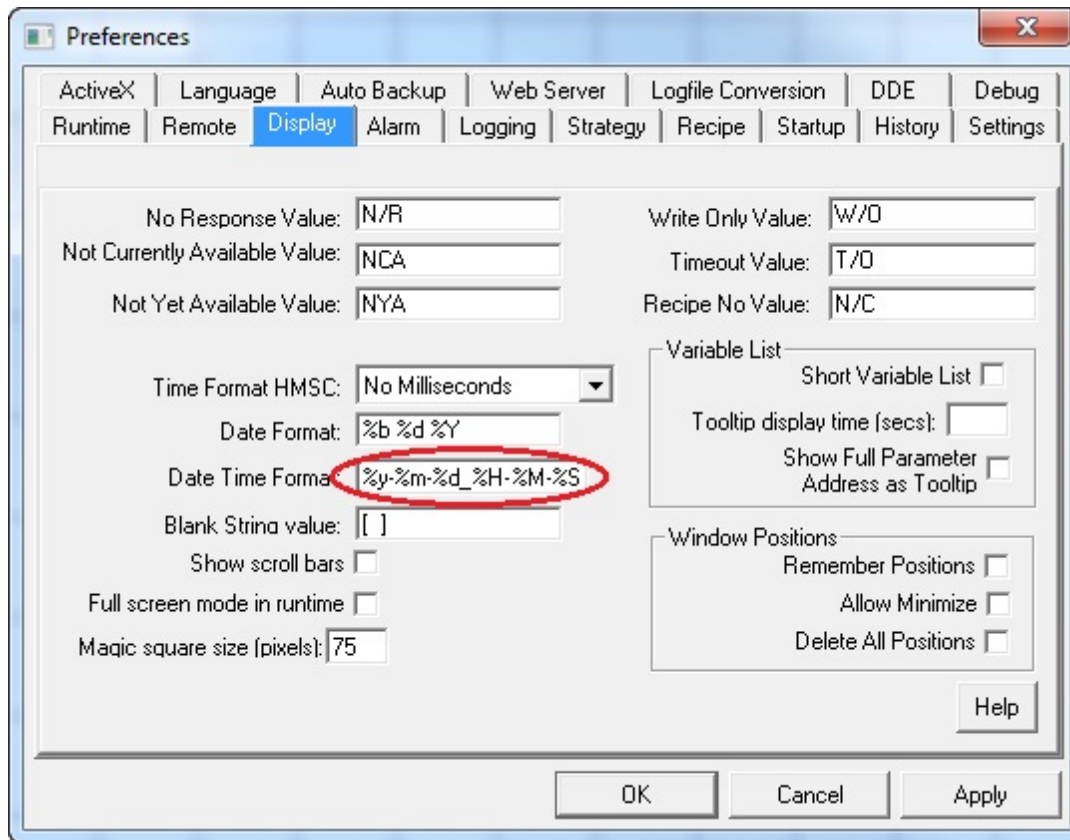 Preferences
ActiveX Language Auto Backup Web Server Logfile Conversion DDE Debug
Runtime Remote Display Alarm Logging Strategy Recipe Startup History Settings
No Response Value: N/R
Not Currently Available Value: NCA
Not Yet Available Value: NYA
Write Only Value: W/O
Timeout Value: T/O
Recipe No Value: N/C
Time Format HMSC: No Milliseconds
Date Format: %b %d %Y
Date Time Format: %y-%m-%d_%H-%M-%S
Blank String value: [ ]
Show scroll bars
Full screen mode in runtime
Magic square size (pixels): 75
Variable List
Short Variable List
Tooltip display time (secs):
Show Full Parameter
Address as Tooltip
Window Positions
Remember Positions
Allow Minimize
Delete All Positions
Help
OK Cancel Apply